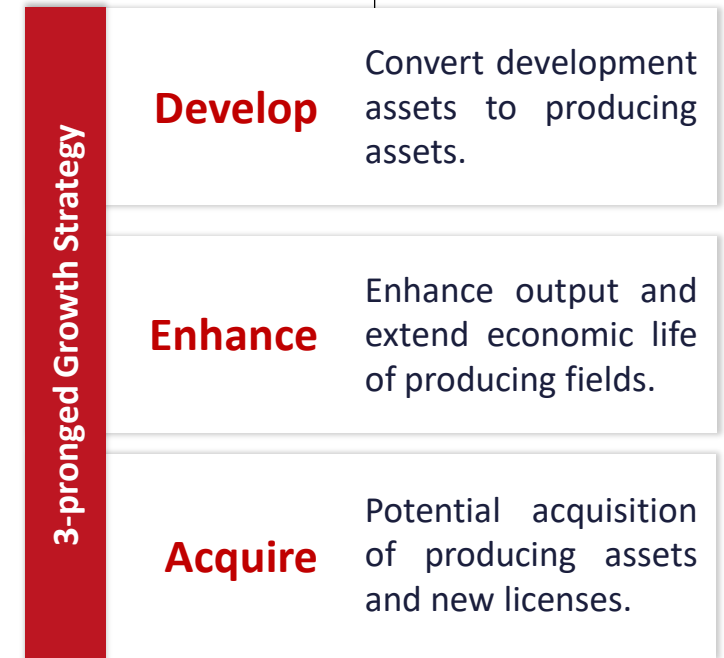 3-pronged Growth Strategy
Develop
Convert development
assets to producing
assets.
Enhance
Enhance output and
extend economic life
of producing fields.
Acquire
Potential acquisition
of producing assets
and new licenses.